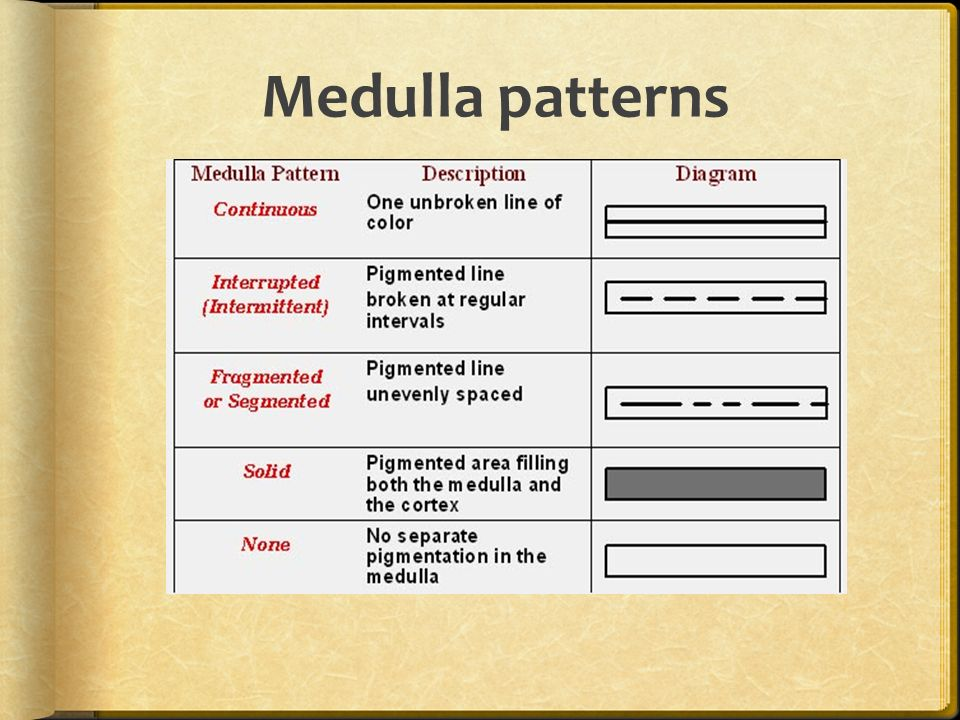 Medulla patterns
Medulla Pattern Description Diagram
Continuous
One unbroken line of
color
Interrupted
(Intermittent)
Pigmented line
broken at regular
intervals
Fragmented
or Segmented
Pigmented line
unevenly spaced
Solid
Pigmented area filling
both the medulla and
the cortex
None
No separate
pigmentation in the
medulla